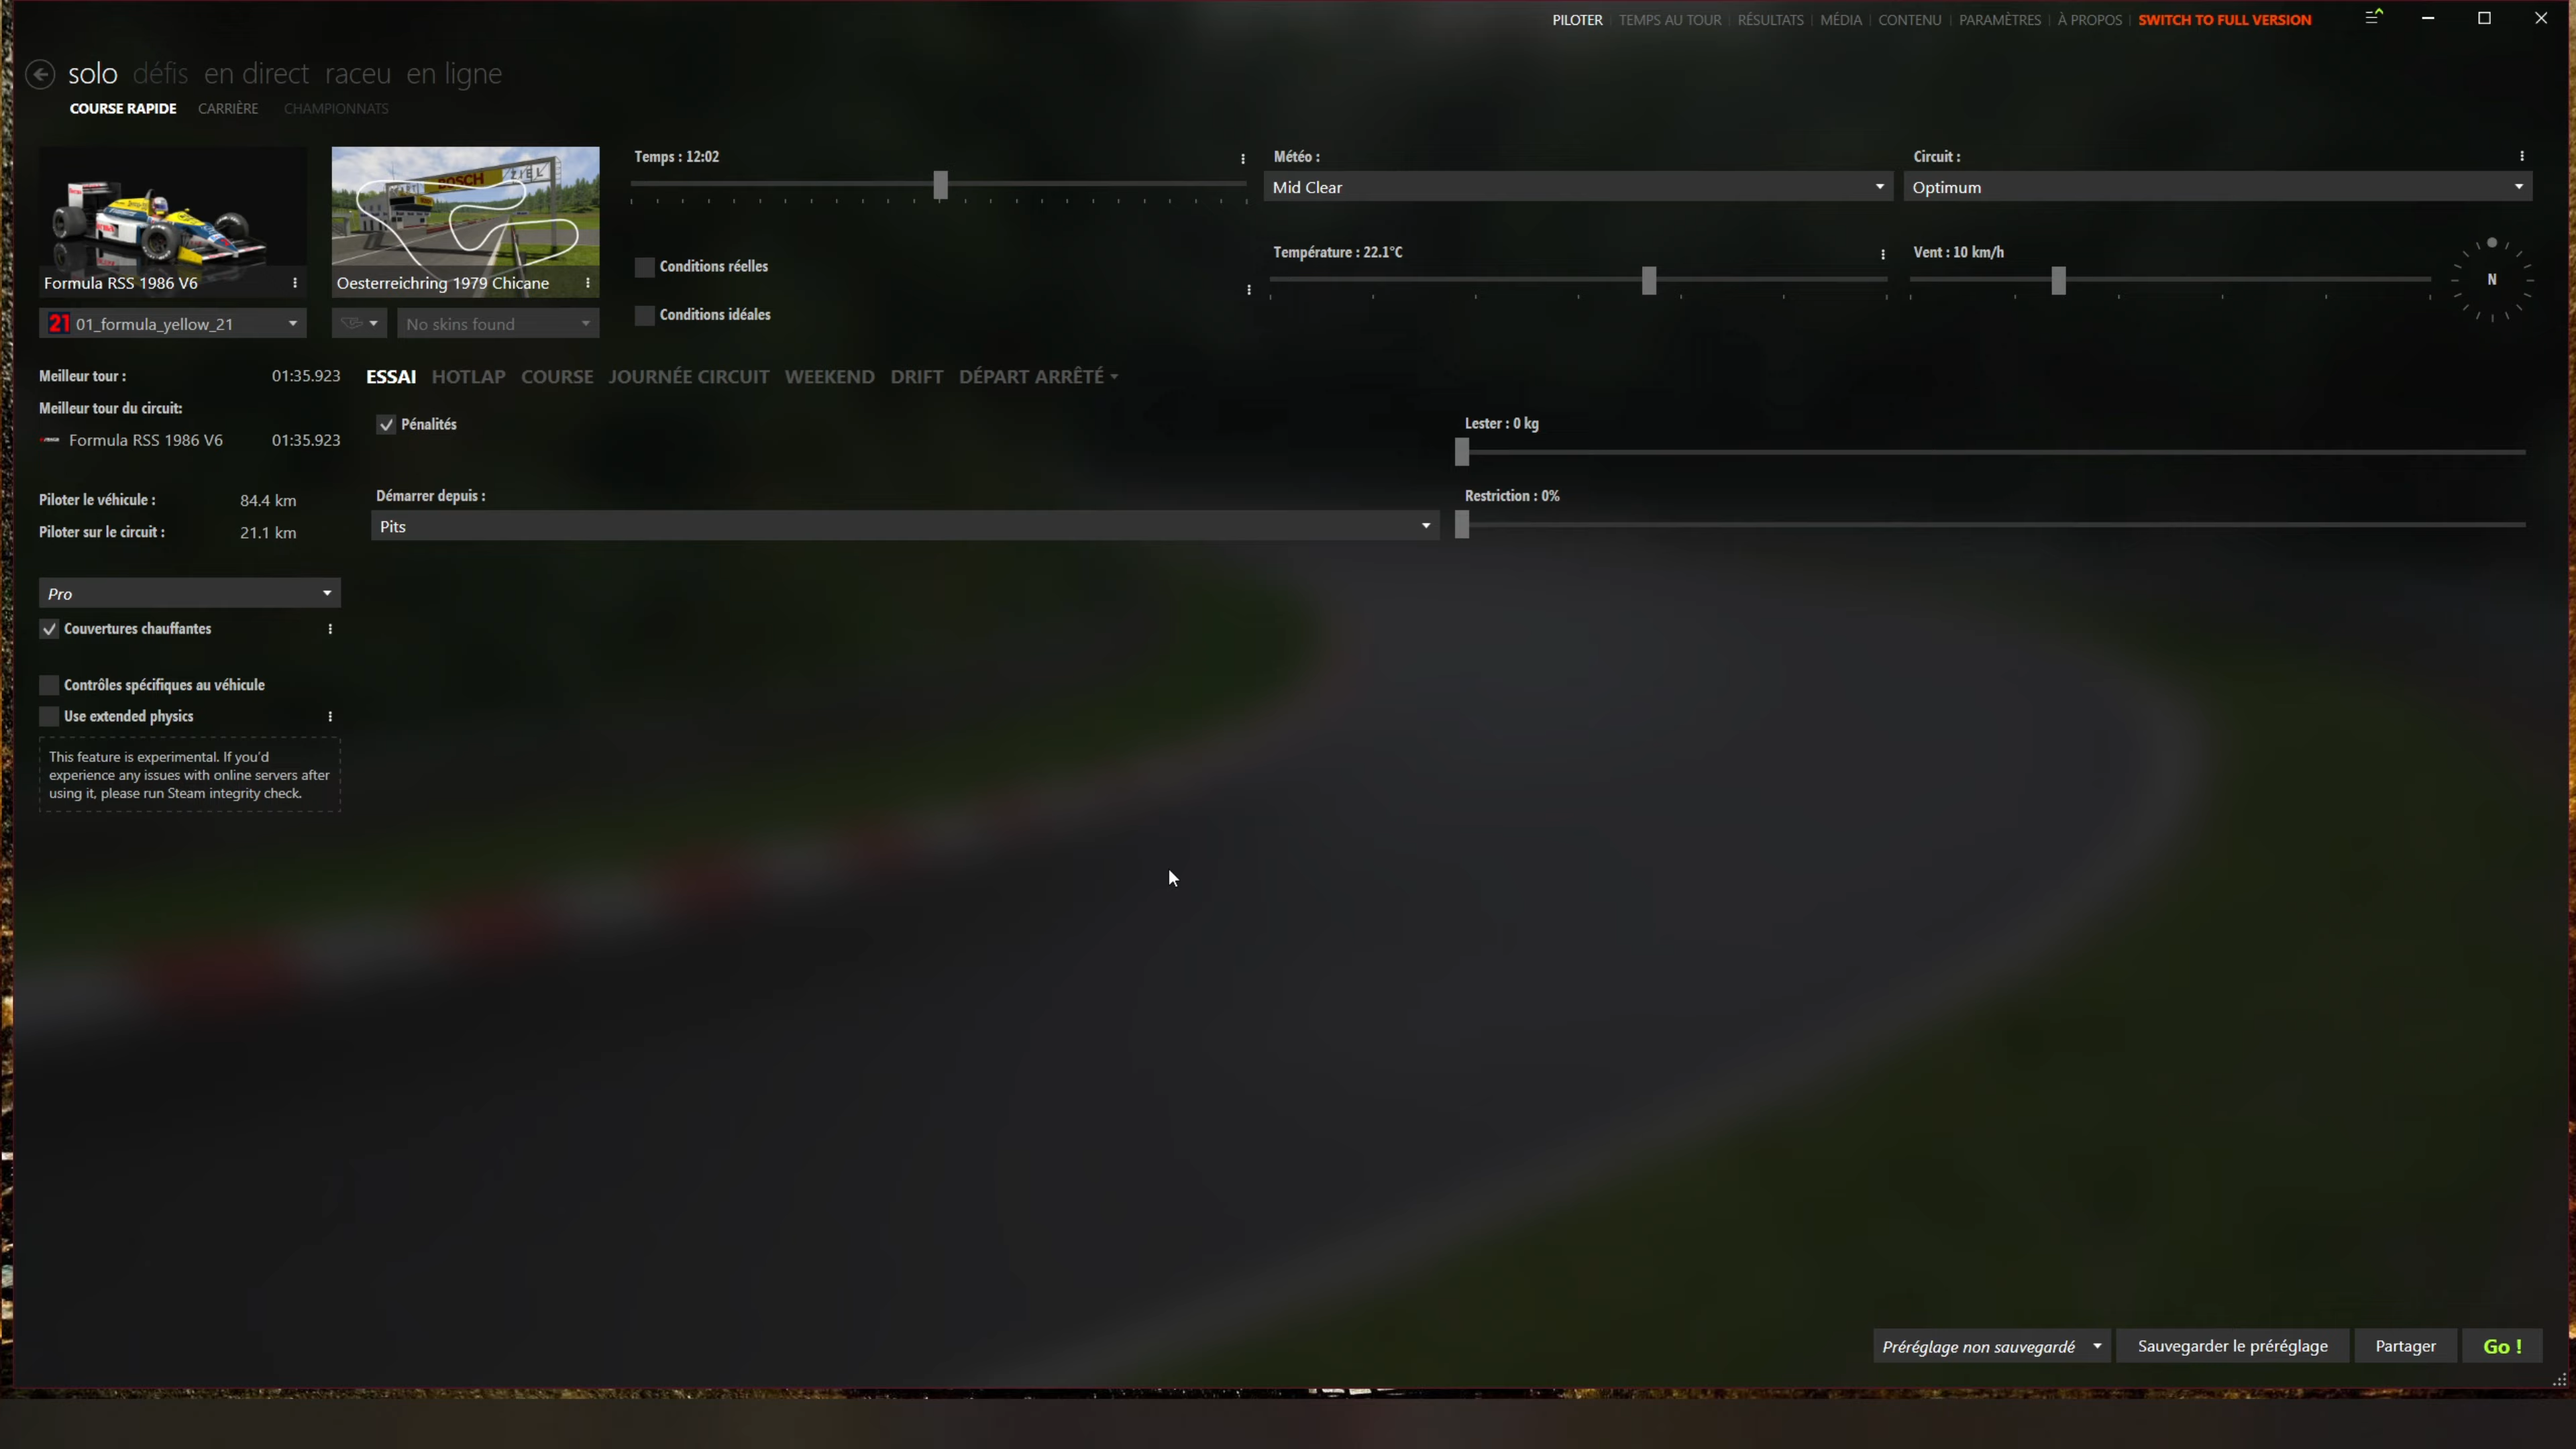 PILOTER TEMPS AU TOUR RÉSULTATS MÉDIA CONTENU PARAMÈTRES À PROPOS SWITCH TO FULL VERSION
solo défis en direct raceu en ligne
COURSE RAPIDE CARRIÈRE CHAMPIONNATS
BOSCH ZIEL
Formula RSS 1986 V6
Oesterreichring 1979 Chicane
21 01_formula_yellow_21
No skins found
Temps : 12:02
Météo :
Mid Clear
Circuit :
Optimum
Conditions réelles
Conditions idéales
Température : 22.1°C
Vent : 10 km/h
N
Meilleur tour : 01:35.923
Meilleur tour du circuit:
Formula RSS 1986 V6 01:35.923
Piloter le véhicule : 84.4 km
Piloter sur le circuit : 21.1 km
ESSAI HOTLAP COURSE JOURNÉE CIRCUIT WEEKEND DRIFT DÉPART ARRÊTÉ
Pénalités
Lester : 0 kg
Démarrer depuis :
Pits
Restriction : 0%
Pro
Couvertures chauffantes
Contrôles spécifiques au véhicule
Use extended physics
This feature is experimental. If you'd
experience any issues with online servers after
using it, please run Steam integrity check.
Préréglage non sauvegardé Sauvegarder le préréglage Partager Go !